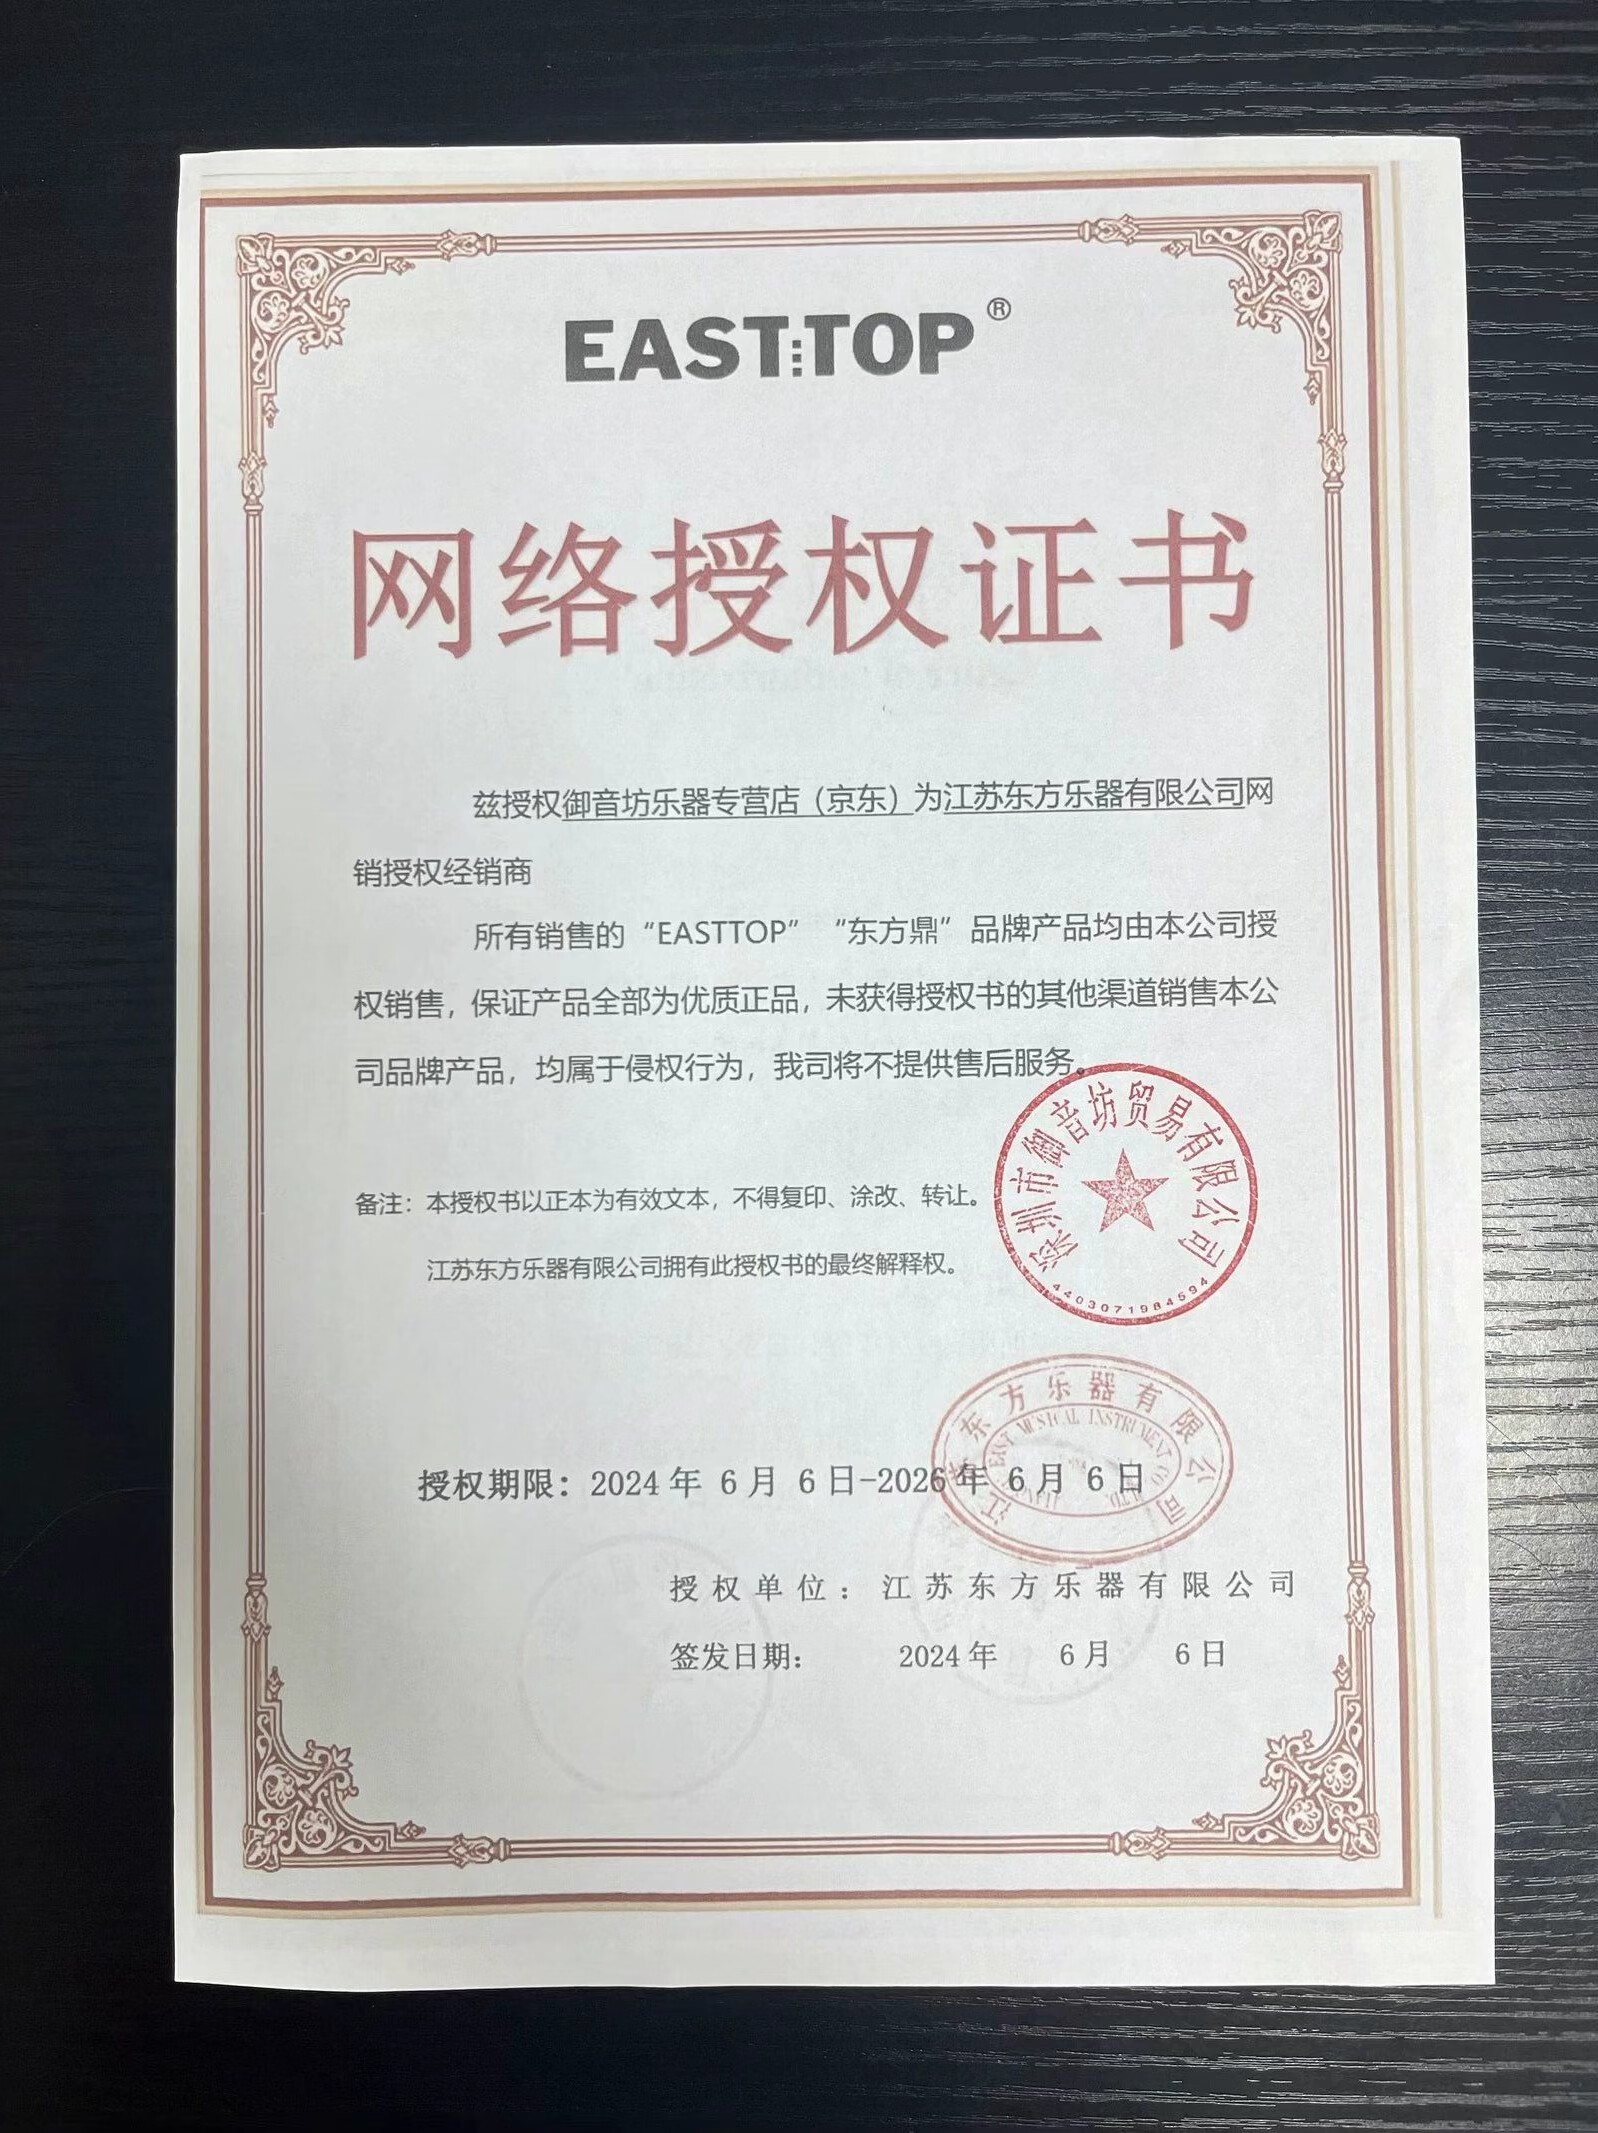 EAST:TOP®
网络授权证书
兹授权御音坊乐器专营店（京东）为江苏东方乐器有限公司网
销授权经销商
所有销售的“EASTTOP”“东方鼎”品牌产品均由本公司授
权销售，保证产品全部为优质正品，未获得授权书的其他渠道销售本公
司品牌产品，均属于侵权行为，我司将不提供售后服务。
深圳市御音坊贸易有限公司
4403071984594
备注：本授权书以正本为有效文本，不得复印、涂改、转让。
江苏东方乐器有限公司拥有此授权书的最终解释权。
江苏东方乐器有限公司
EAST MUSICAL INSTRUMENT CO.,LTD.
授权期限：2024年 6月 6日-2026年 6月 6日
授权单位：江苏东方乐器有限公司
签发日期： 2024年 6月 6日